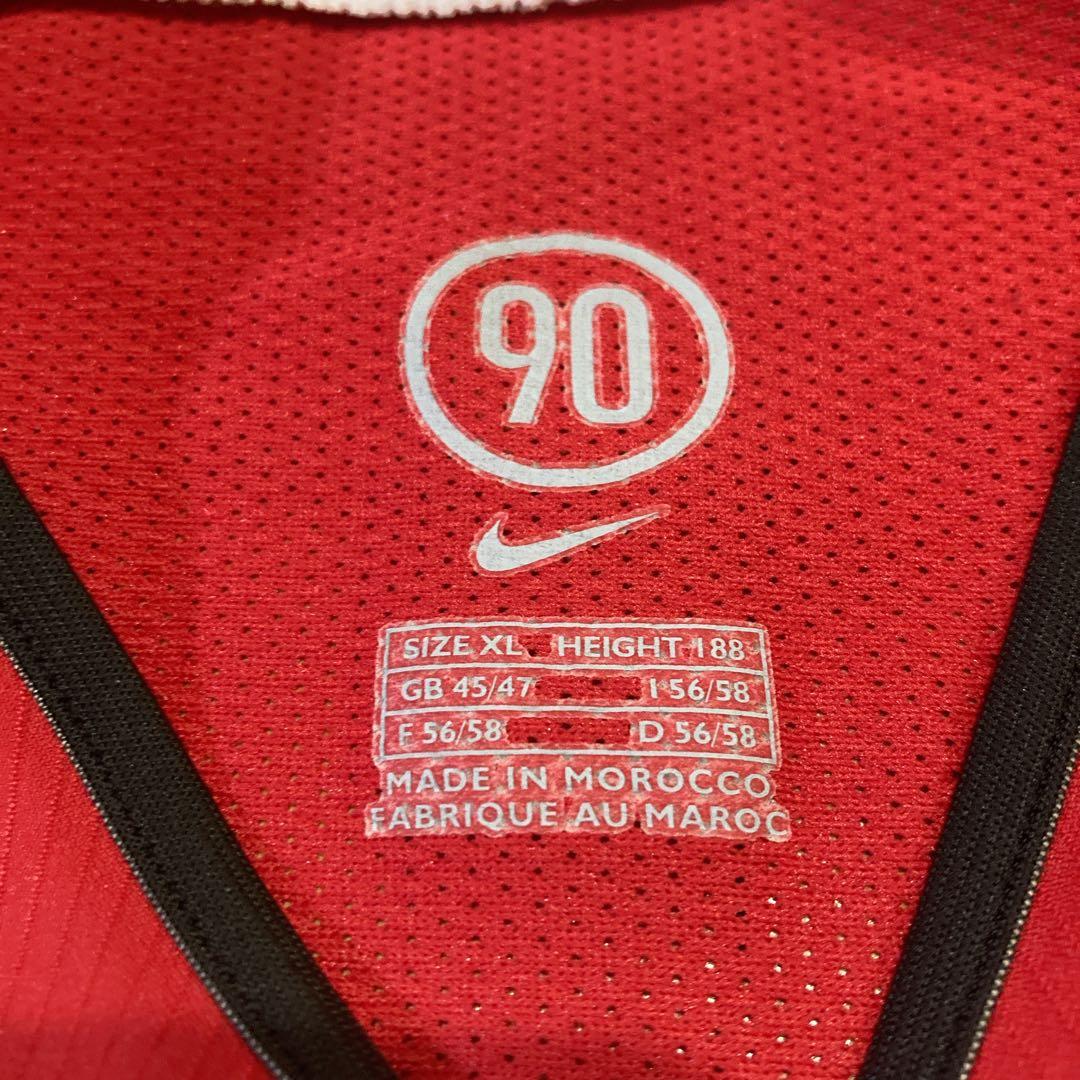 90
SIZE XL HEIGHT 188
GB 45/47 I 56/58
F 56/58 D 56/58
MADE IN MOROCCO
FABRIQUE AU MAROC